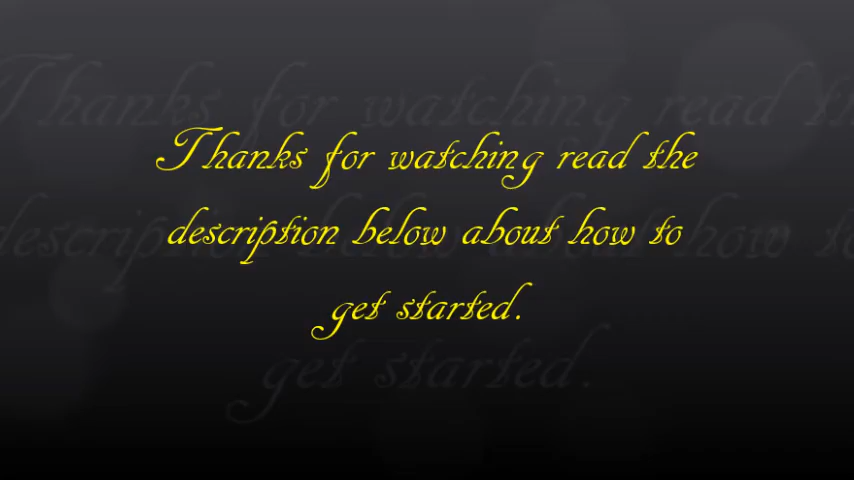 Thanks for watching read the
description below about how to
get started.